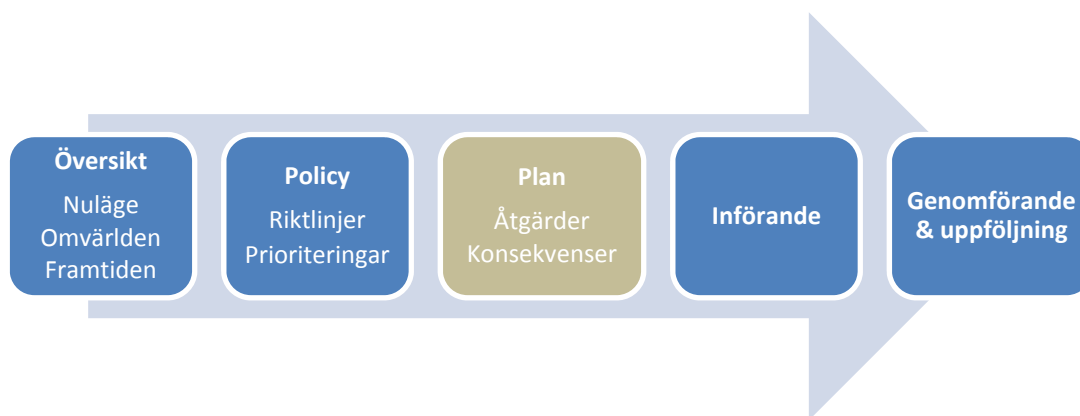 Översikt
Nuläge
Omvärlden
Framtiden
Policy
Riktlinjer
Prioriteringar
Plan
Åtgärder
Konsekvenser
Införande
Genomförande
& uppföljning